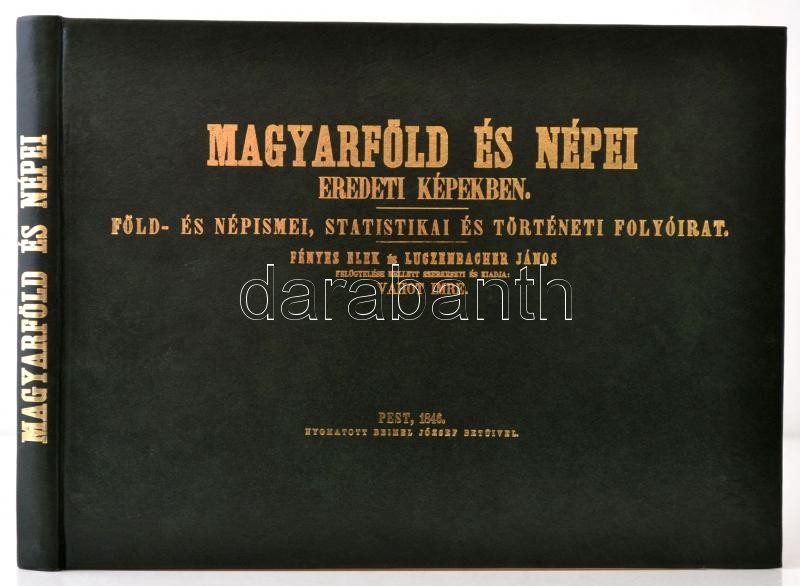 MAGYARFÖLD ÉS NÉPEI
MAGYARFÖLD ÉS NÉPEI
EREDETI KÉPEKBEN.
FÖLD- ÉS NÉPISMEI, STATISTIKAI ÉS TÖRTÉNETI FOLYÓIRAT.
FÉNYES ELEK és LUCZENBACHER JÁNOS
FELÜGYELÉSE MELLETT SZERKESZTI ÉS KIADJA:
VAHOT IMRE.
darabanth
PEST, 1846.
NYOMATOTT BEIMEL JÓZSEF BETŰIVEL.